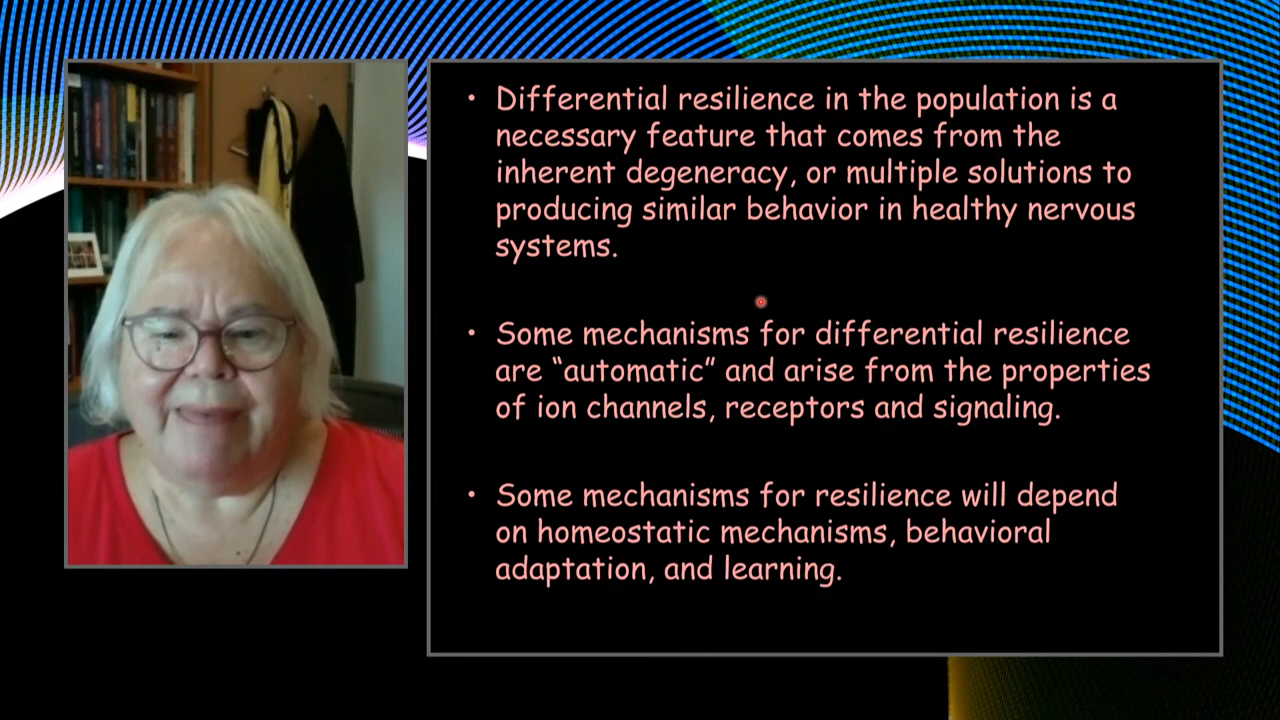 • Differential resilience in the population is a
necessary feature that comes from the
inherent degeneracy, or multiple solutions to
producing similar behavior in healthy nervous
systems.
• Some mechanisms for differential resilience
are “automatic” and arise from the properties
of ion channels, receptors and signaling.
• Some mechanisms for resilience will depend
on homeostatic mechanisms, behavioral
adaptation, and learning.